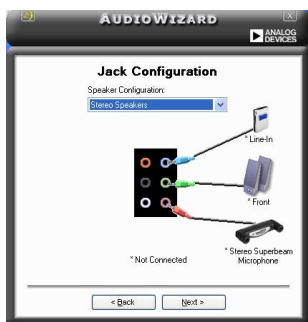 AUDIOWIZARD
ANALOG
DEVICES
Jack Configuration
Speaker Configuration:
Stereo Speakers
* Line-In
* Front
* Stereo Superbeam
Microphone
* Not Connected
< Back
Next >